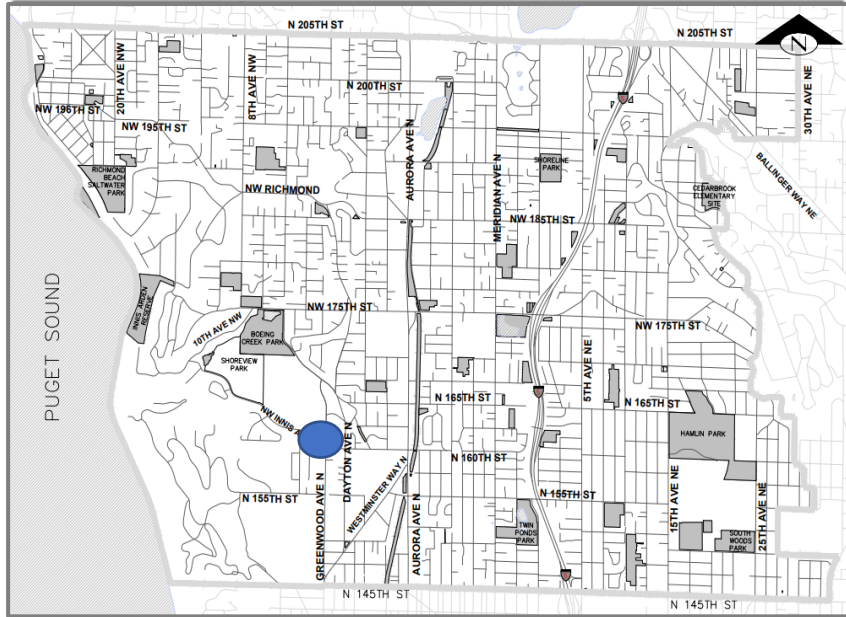 N 205TH ST
N 205TH ST
N
20TH AVE NW
8TH AVE NW
30TH AVE NE
N 200TH ST
NW 196TH ST
NW 195TH ST
AURORA AVE N
MERIDIAN AVE N
BALLINGER WAY NE
SHORELINE
PARK
RICHMOND
BEACH
SALTWATER
PARK
NW RICHMOND
CEDARBROOK
ELEMENTARY
SITE
NW 185TH ST
PUGET SOUND
INNIS ARDEN
RESERVE
NW 175TH ST
10TH AVE NW
BOEING
CREEK PARK
NW 175TH ST
SHOREVIEW
PARK
5TH AVE NE
N 165TH ST
N 165TH ST
NW INNIS
HAMLIN PARK
DAYTON AVE N
GREENWOOD AVE N
WESTMINSTER WAY N
N 160TH ST
N 155TH ST
N 155TH ST
AURORA AVE N
15TH AVE NE
25TH AVE NE
TWIN
PONDS
PARK
SOUTH
WOODS
PARK
N 145TH ST
N 145TH ST